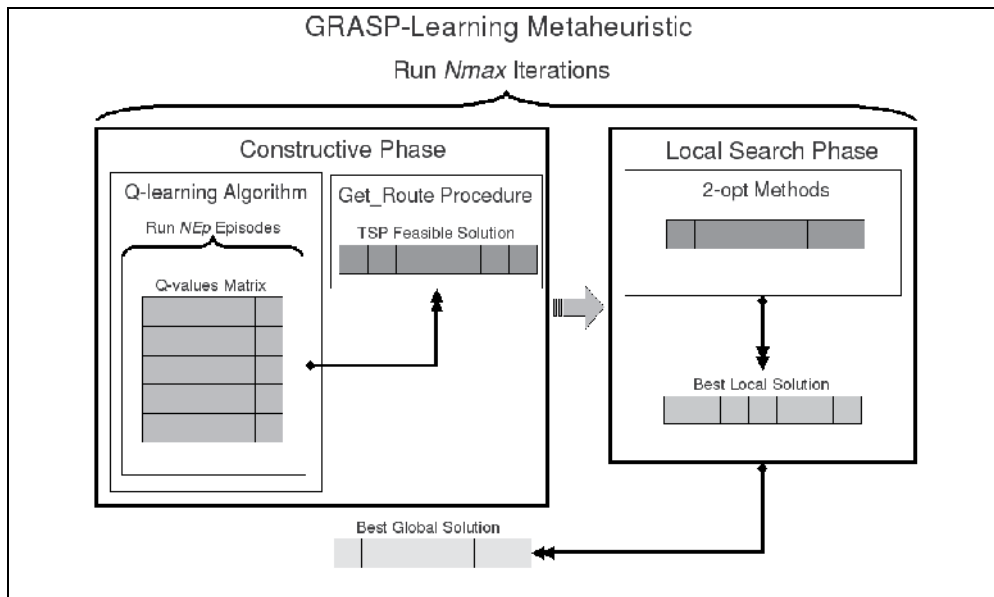 GRASP-Learning Metaheuristic
Run Nmax Iterations
Constructive Phase
Q-learning Algorithm
Run NEp Episodes
Q-values Matrix
Get_Route Procedure
TSP Feasible Solution
Local Search Phase
2-opt Methods
Best Local Solution
Best Global Solution